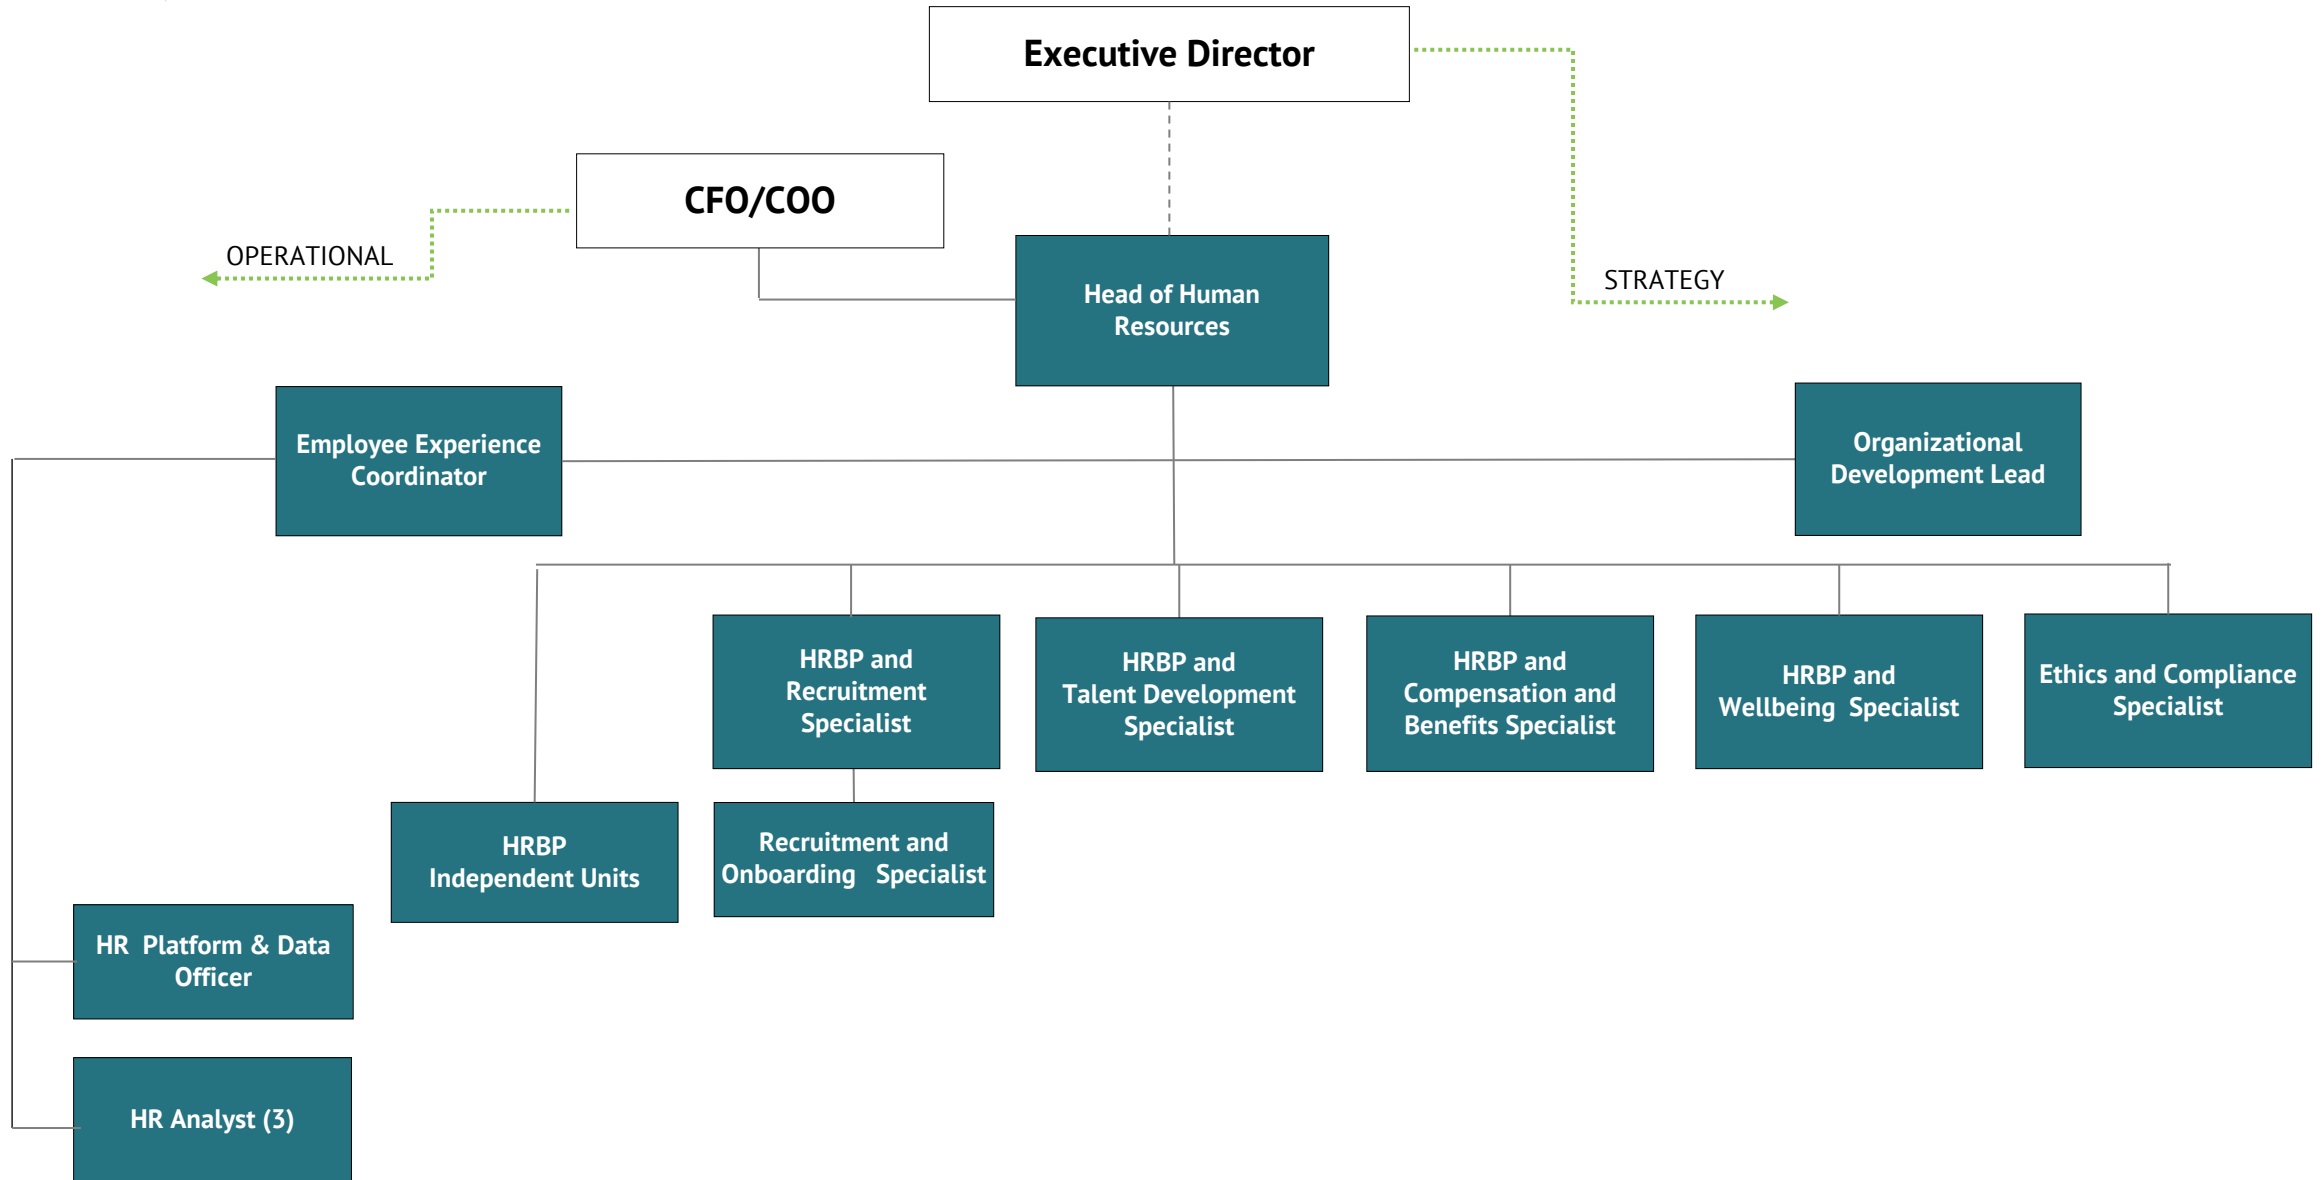 Executive Director
CFO/COO
OPERATIONAL
Head of Human
Resources
STRATEGY
Employee Experience
Coordinator
Organizational
Development Lead
HRBP and
Recruitment
Specialist
HRBP and
Talent Development
Specialist
HRBP and
Compensation and
Benefits Specialist
HRBP and
Wellbeing Specialist
Ethics and Compliance
Specialist
HRBP
Independent Units
Recruitment and
Onboarding Specialist
HR Platform & Data
Officer
HR Analyst (3)